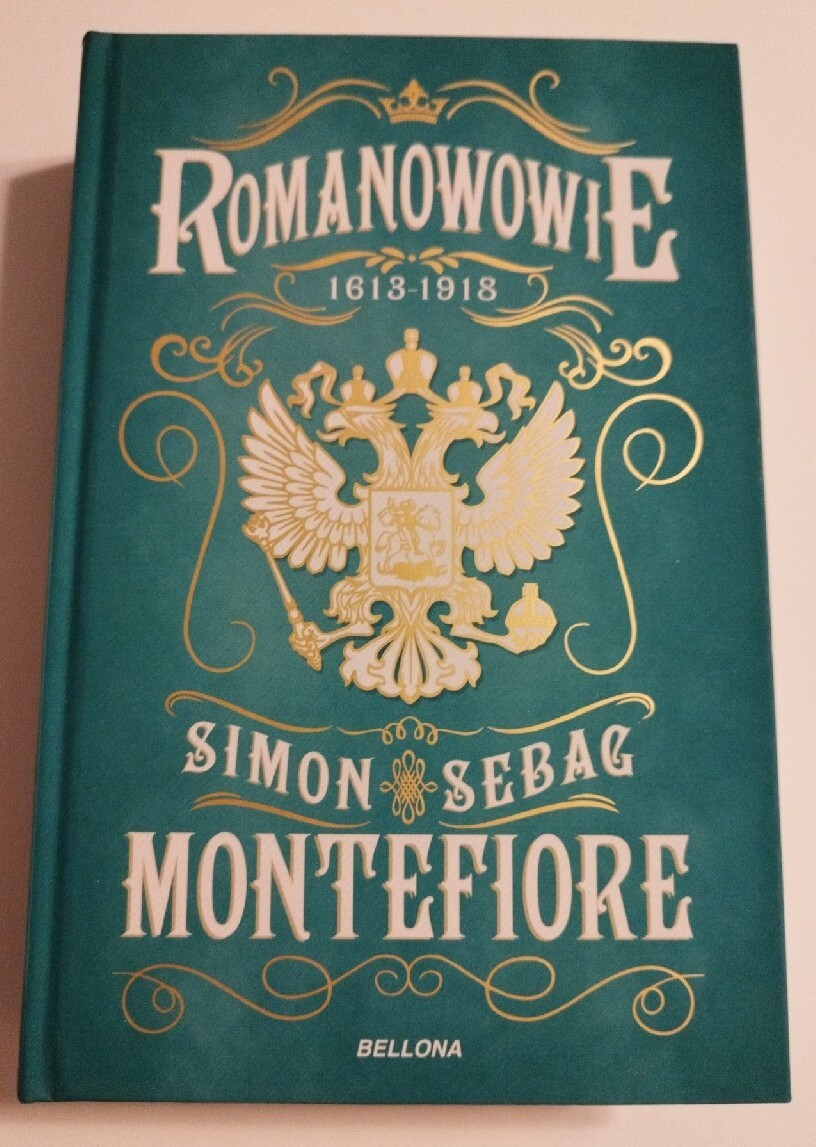 ROMANOWOWIE
1613-1918
SIMON SEBAG
MONTEFIORE
BELLONA